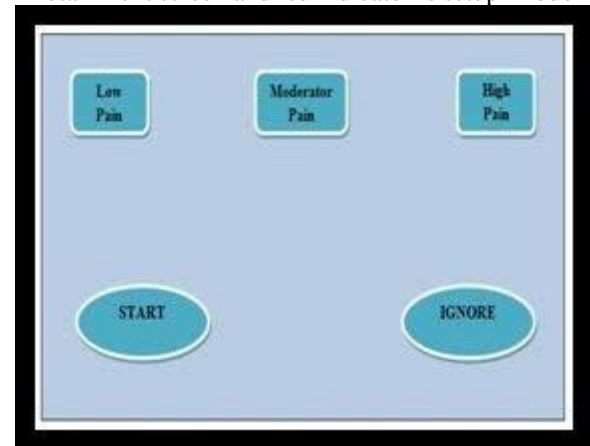 Low
Pain
Moderator
Pain
High
Pain
START
IGNORE